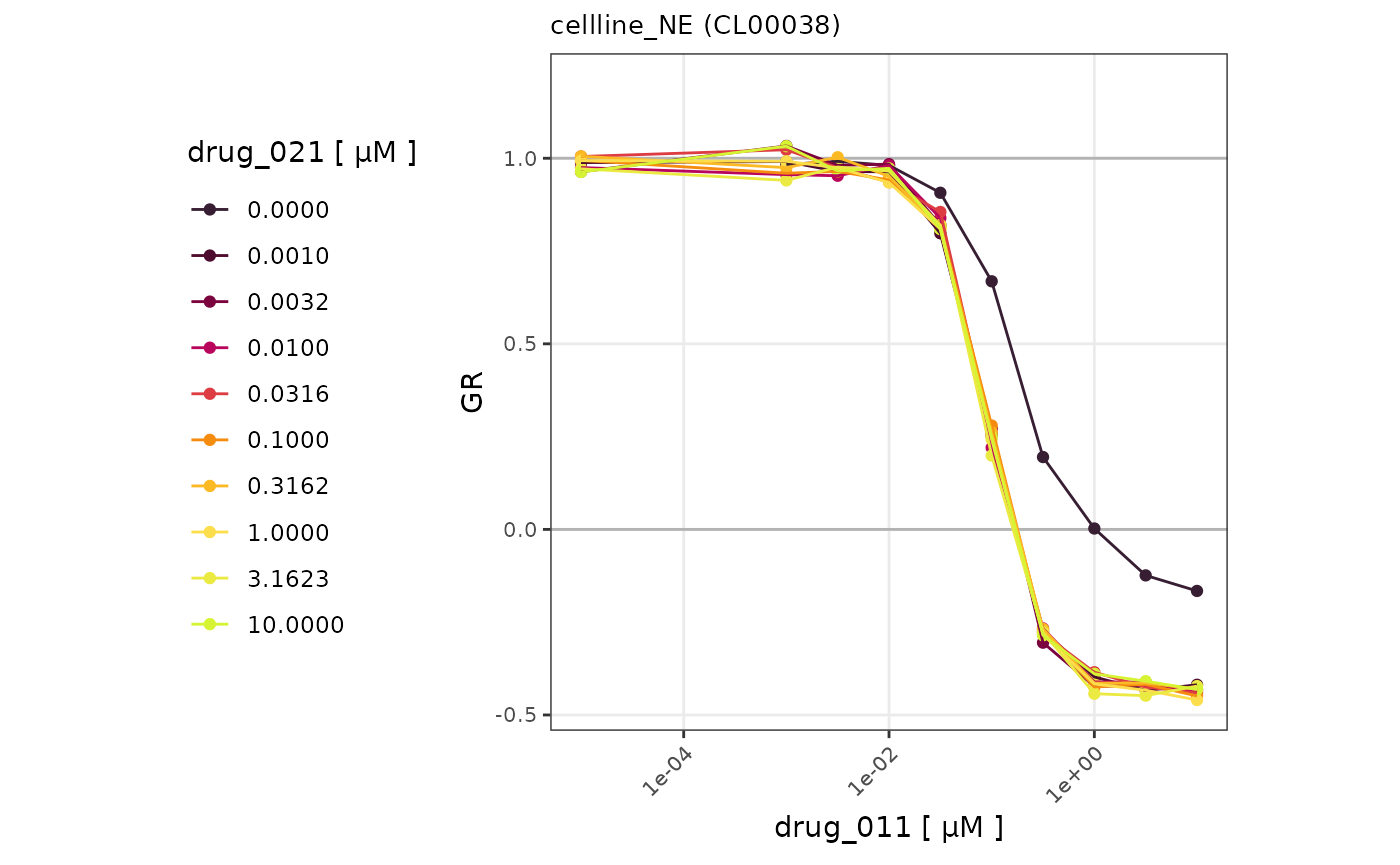 cellline_NE (CL00038)
drug_021 [ µM ]
0.0000
0.0010
0.0032
0.0100
0.0316
0.1000
0.3162
1.0000
3.1623
10.0000
GR
1.0
0.5
0.0
-0.5
1e-04
1e-02
1e+00
drug_011 [ µM ]